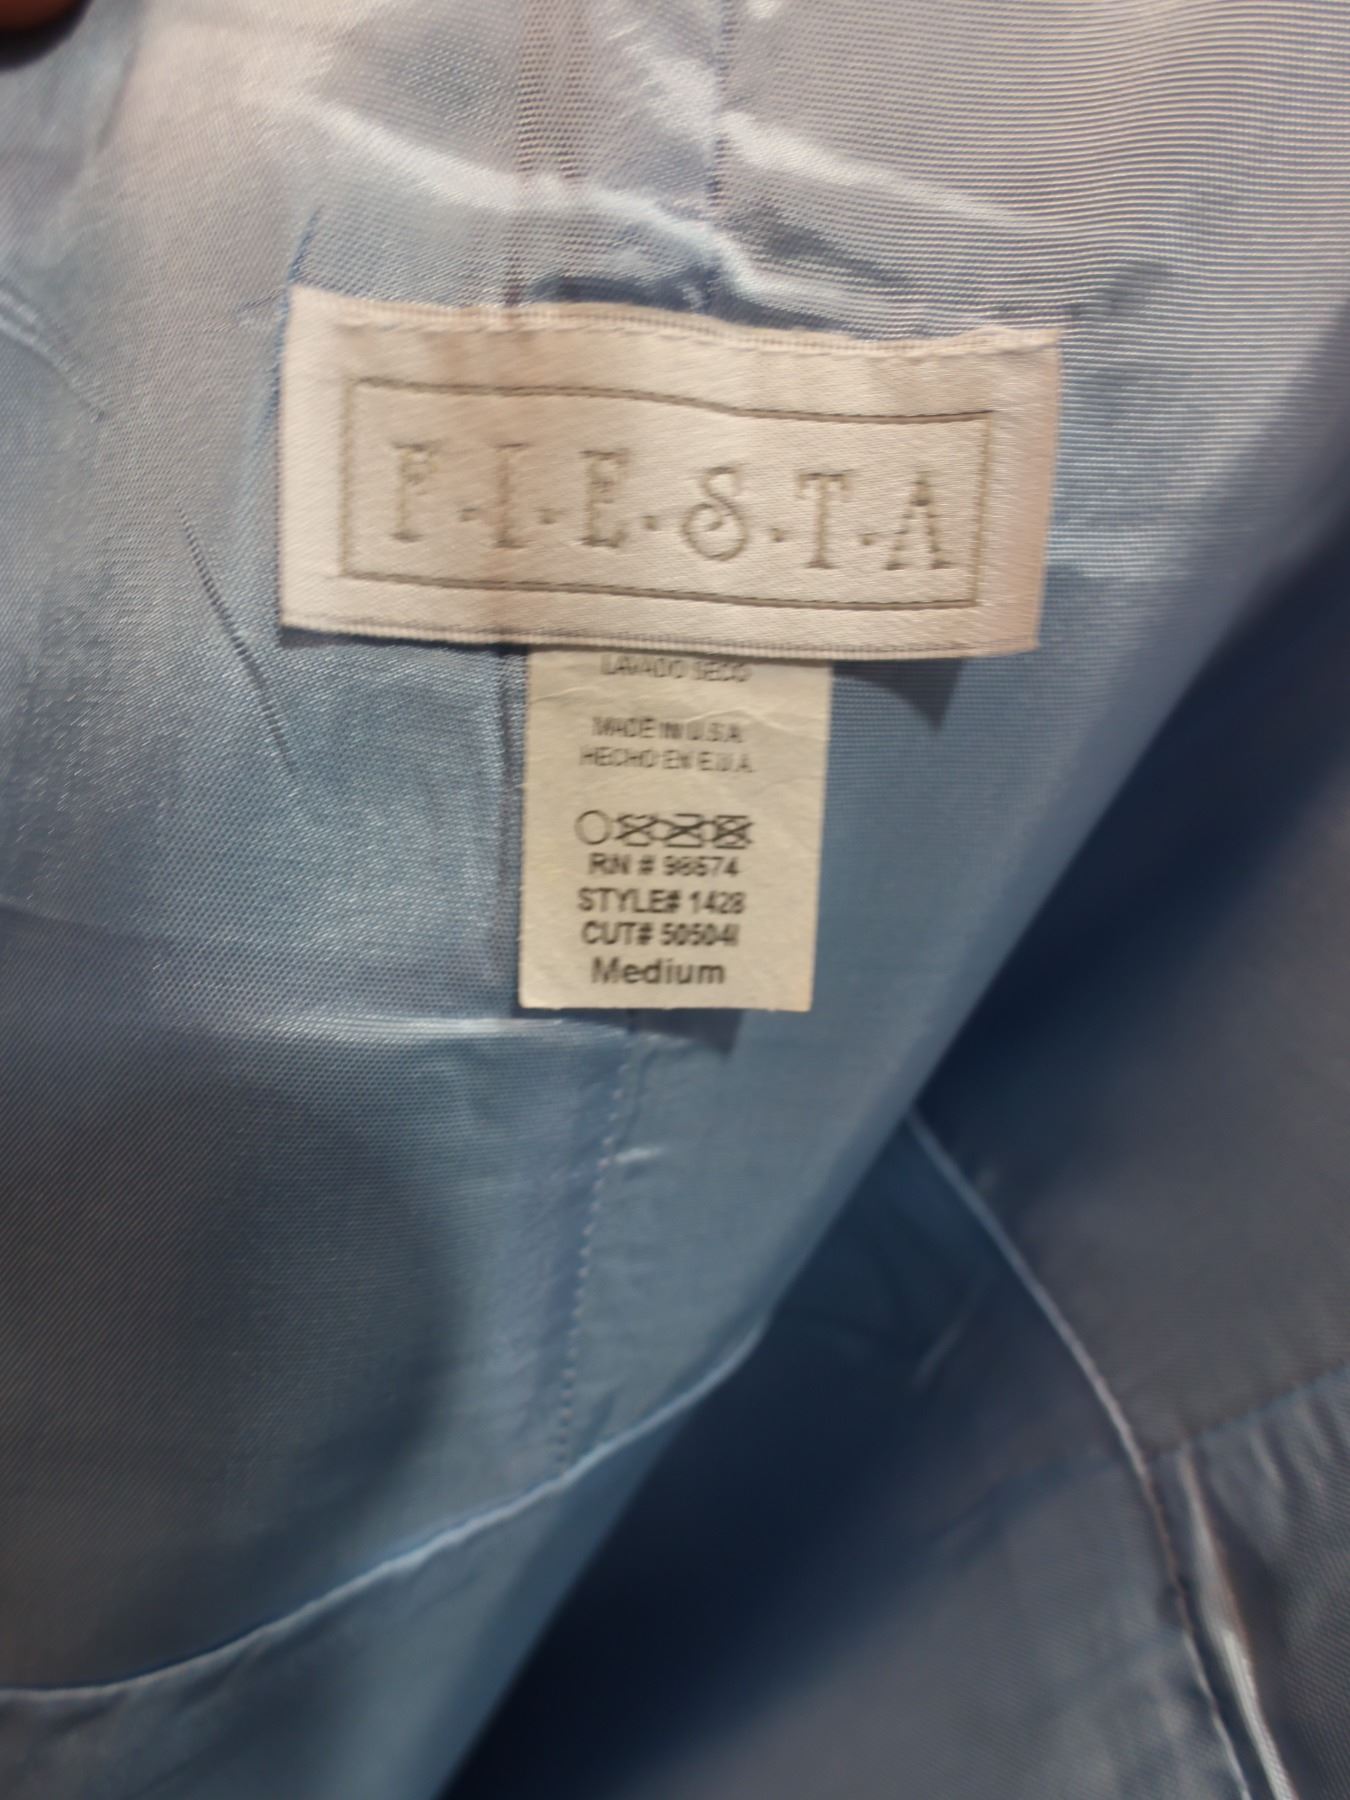 F.I.E.S.T.A
LAVADO SECO
MADE IN U.S.A.
HECHO EN E.U.A.
RN # 98574
STYLE# 1428
CUT# 50504I
Medium